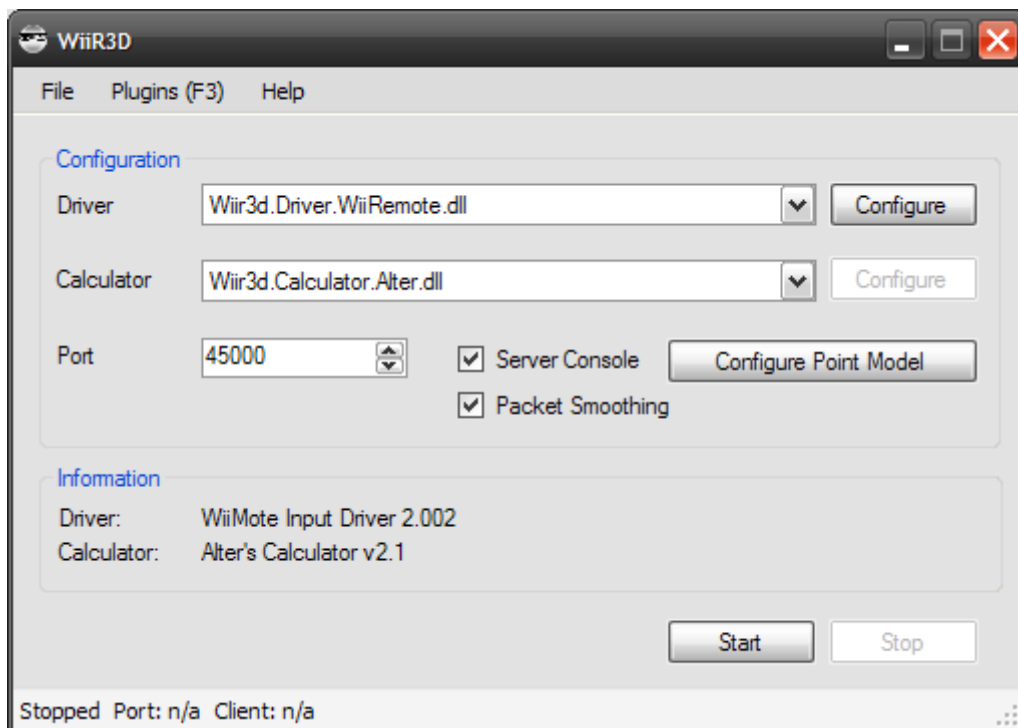 WiiR3D
File Plugins (F3) Help
Configuration
Driver Wiir3d.Driver.WiiRemote.dll Configure
Calculator Wiir3d.Calculator.Alter.dll Configure
Port 45000 Server Console Configure Point Model
Packet Smoothing
Information
Driver: WiiMote Input Driver 2.002
Calculator: Alter's Calculator v2.1
Start Stop
Stopped Port: n/a Client: n/a